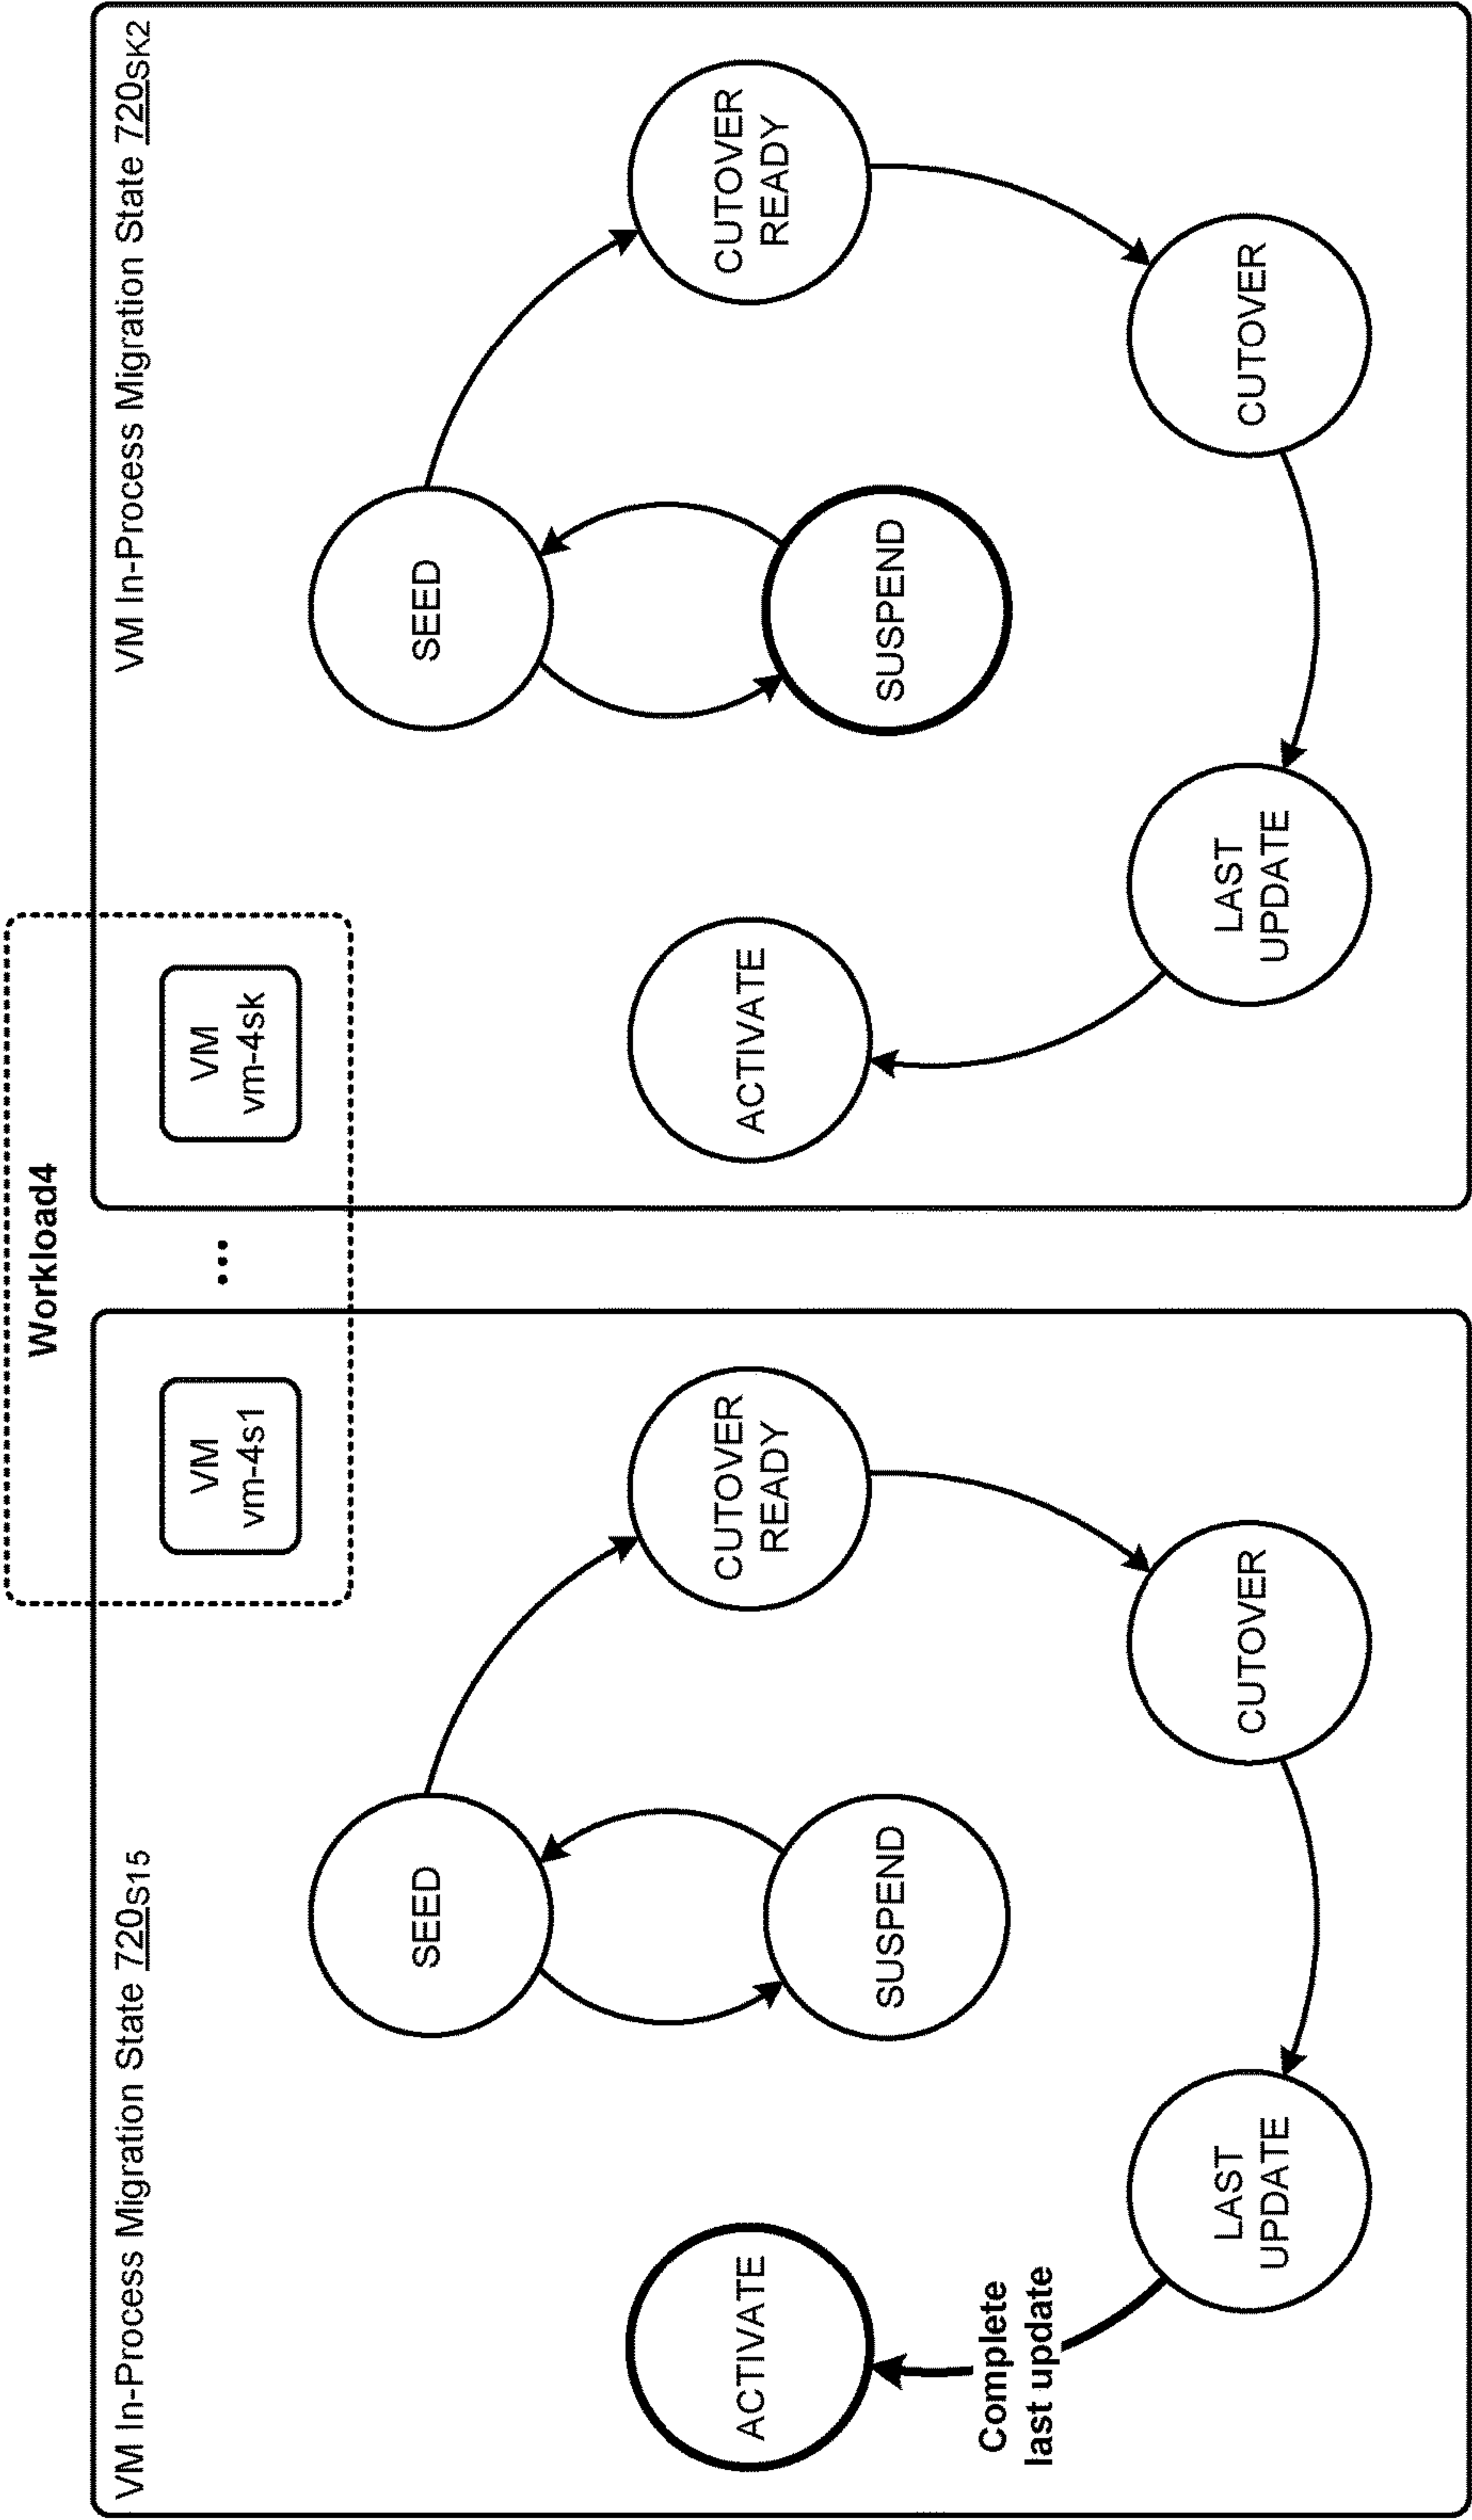 Workload4
VM In-Process Migration State 720S15
VM
vm-4s1
...
SEED
SUSPEND
CUTOVER
READY
CUTOVER
LAST
UPDATE
Complete
last update
ACTIVATE
VM In-Process Migration State 720SK2
VM
vm-4sk
SEED
SUSPEND
CUTOVER
READY
CUTOVER
LAST
UPDATE
ACTIVATE